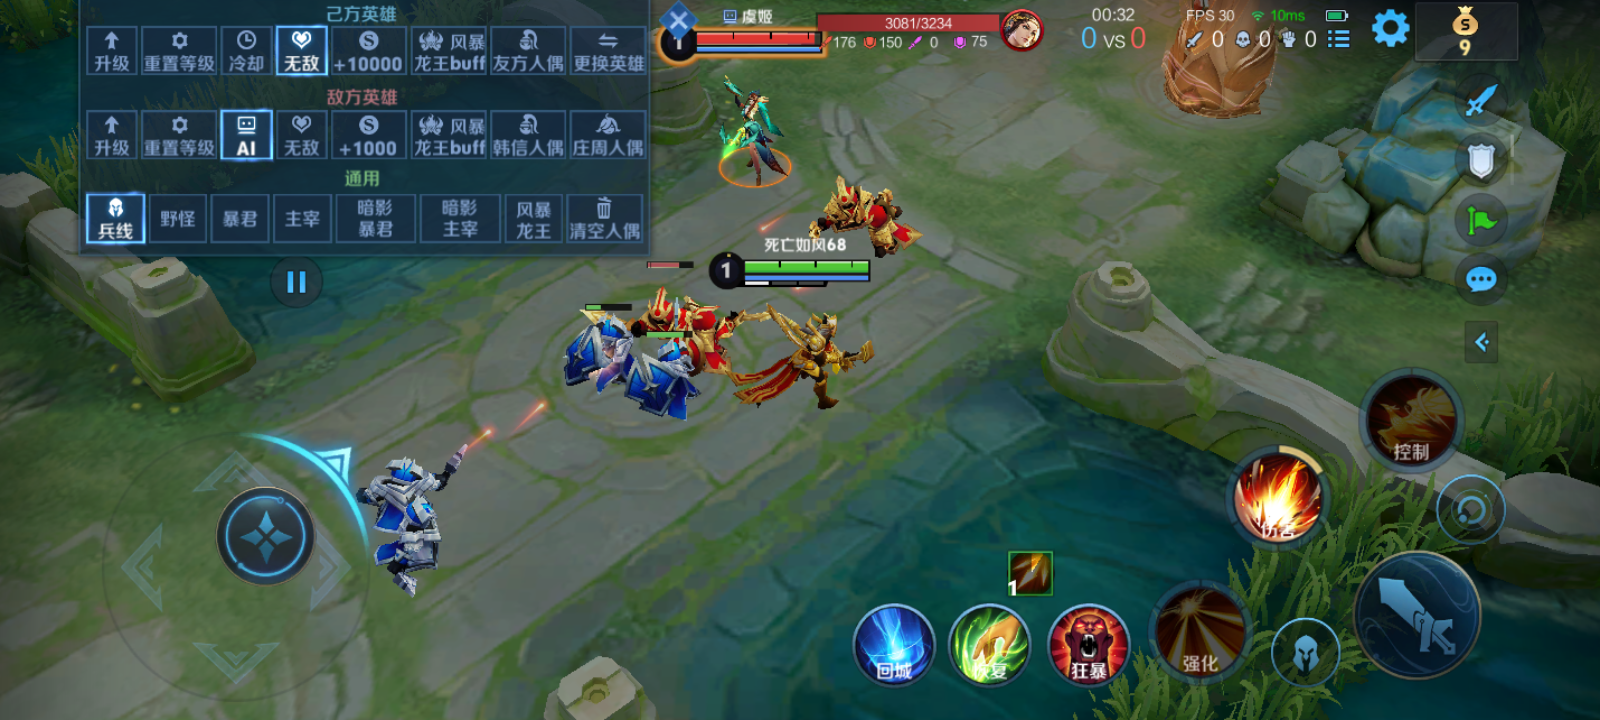 己方英雄
升级 重置等级 冷却 无敌 +10000 风暴龙王buff 友方人偶 更换英雄
敌方英雄
升级 重置等级 AI 无敌 +1000 风暴龙王buff 韩信人偶 庄周人偶
通用
兵线 野怪 暴君 主宰 暗影暴君 暗影主宰 风暴龙王 清空人偶
虞姬
1
3081/3234
176 150 0 75
00:32
0 VS 0
FPS 30 10ms
0 0 0
9
死亡如风68
1
控制
伤害
1
回城 恢复 狂暴 强化